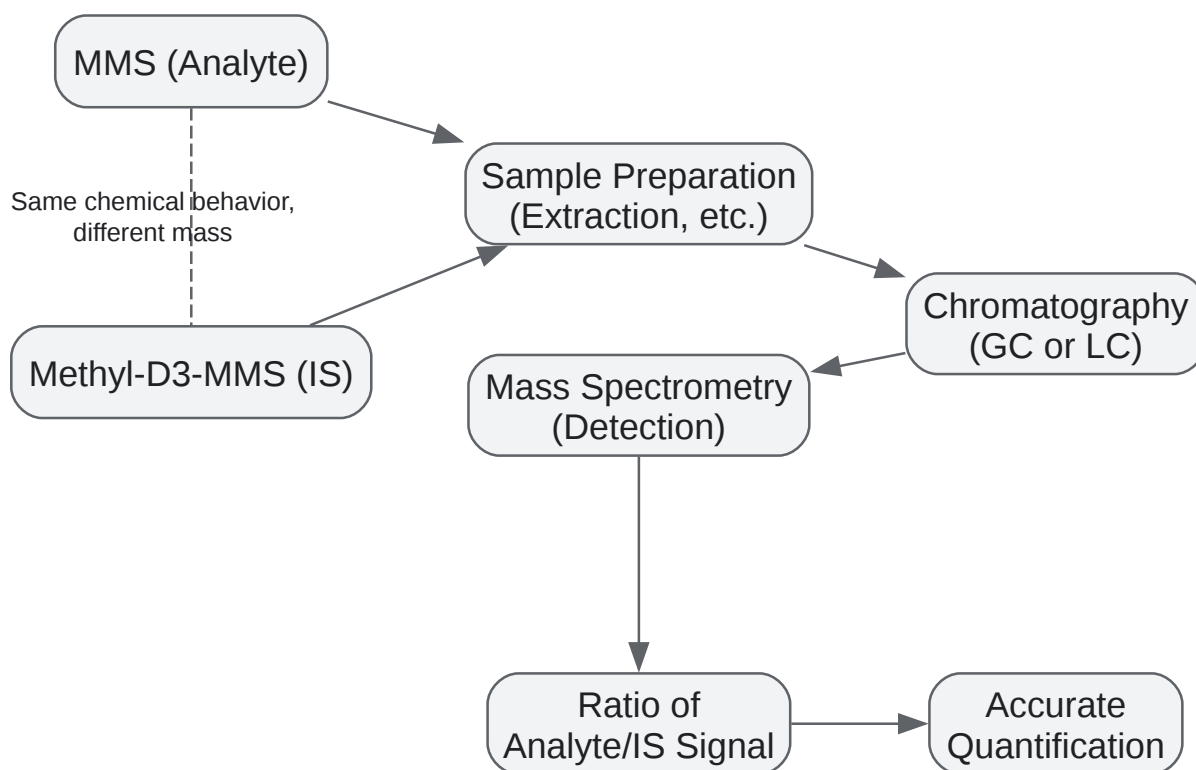 MMS (Analyte)
Same chemical behavior,
different mass
Methyl-D3-MMS (IS)
Sample Preparation
(Extraction, etc.)
Chromatography
(GC or LC)
Mass Spectrometry
(Detection)
Ratio of
Analyte/IS Signal
Accurate
Quantification